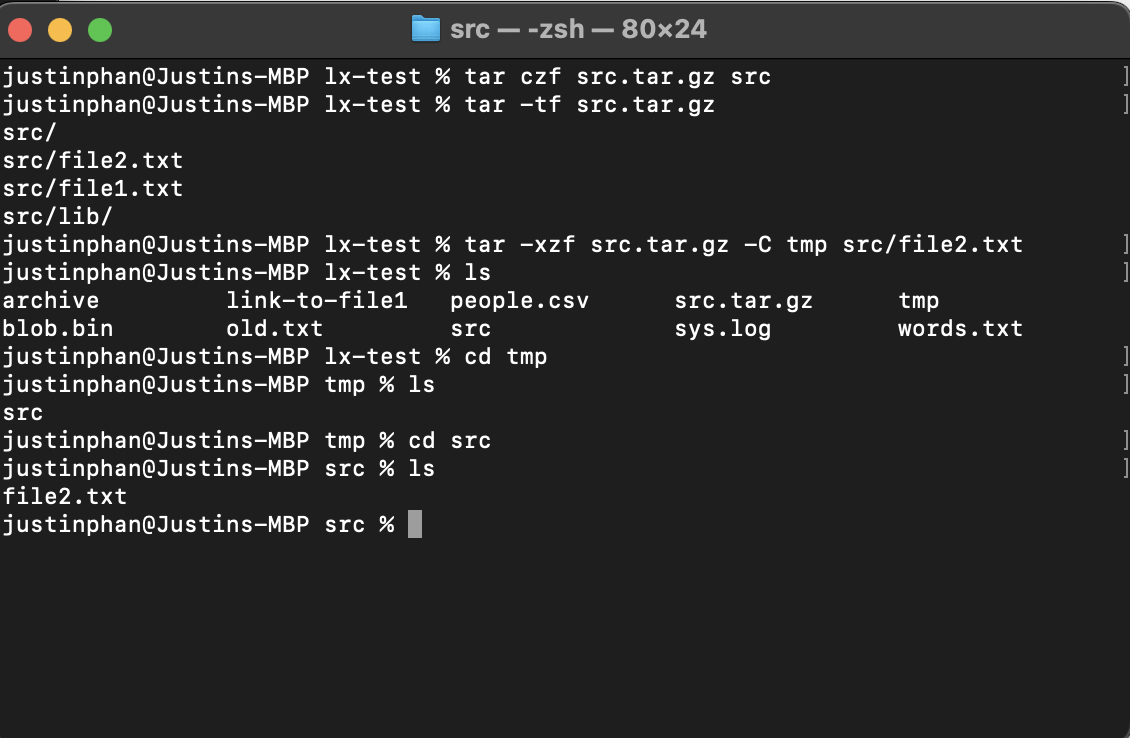 src — -zsh — 80×24
justinphan@Justins-MBP lx-test % tar czf src.tar.gz src
justinphan@Justins-MBP lx-test % tar -tf src.tar.gz
src/
src/file2.txt
src/file1.txt
src/lib/
justinphan@Justins-MBP lx-test % tar -xzf src.tar.gz -C tmp src/file2.txt
justinphan@Justins-MBP lx-test % ls
archive         link-to-file1   people.csv      src.tar.gz      tmp
blob.bin        old.txt         src             sys.log         words.txt
justinphan@Justins-MBP lx-test % cd tmp
justinphan@Justins-MBP tmp % ls
src
justinphan@Justins-MBP tmp % cd src
justinphan@Justins-MBP src % ls
file2.txt
justinphan@Justins-MBP src %